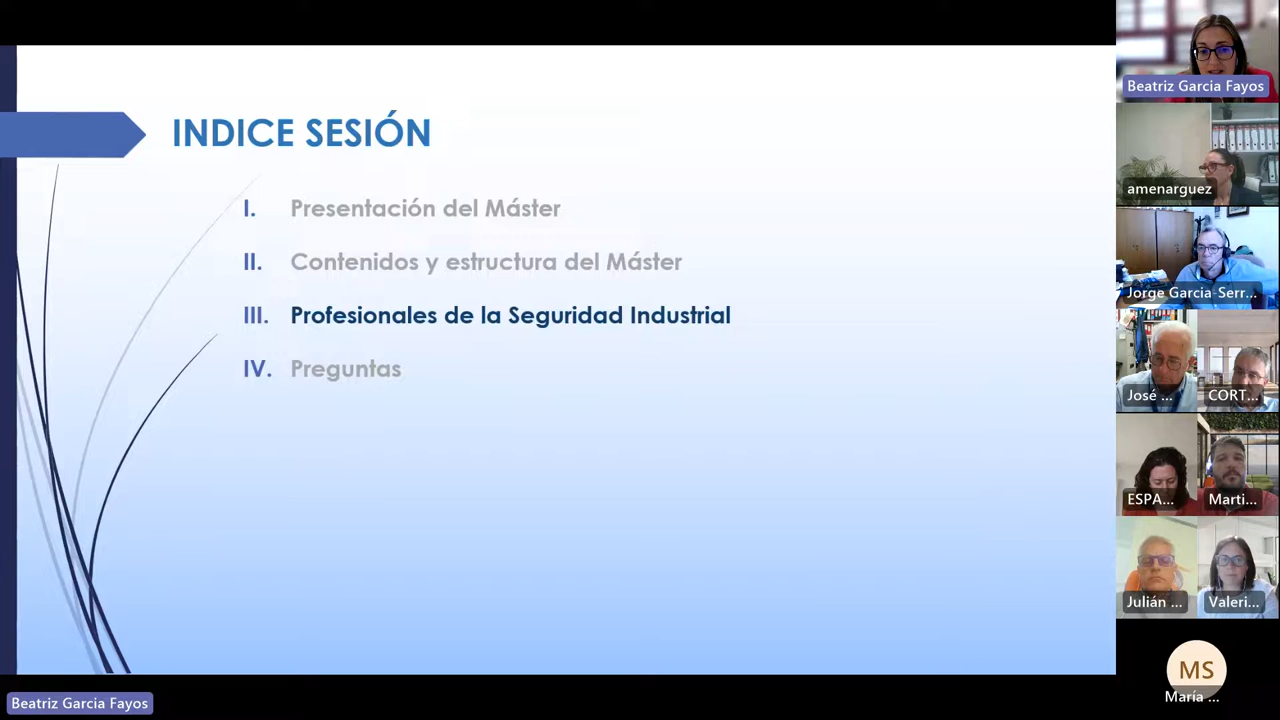 INDICE SESIÓN
I. Presentación del Máster
II. Contenidos y estructura del Máster
III. Profesionales de la Seguridad Industrial
IV. Preguntas
Beatriz Garcia Fayos
Beatriz Garcia Fayos
amenarguez
Jorge Garcia-Serr...
José ...
CORT...
ESPA...
Marti...
Julián ...
Valeri...
MS
María ...